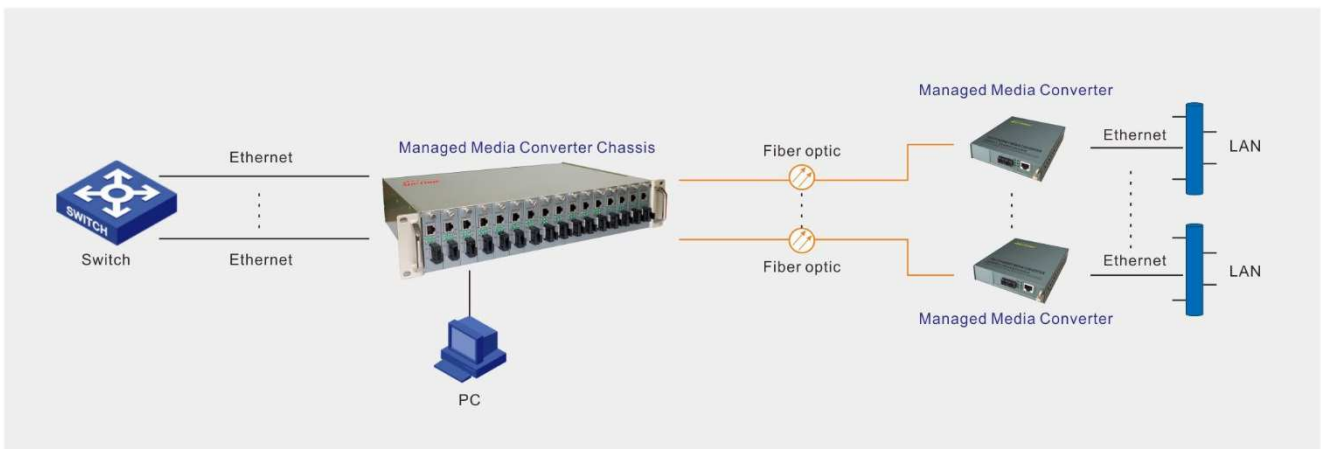 Managed Media Converter
Ethernet
LAN
Managed Media Converter Chassis
Fiber optic
Ethernet
SWITCH
Switch
Ethernet
Fiber optic
Ethernet
LAN
Managed Media Converter
PC